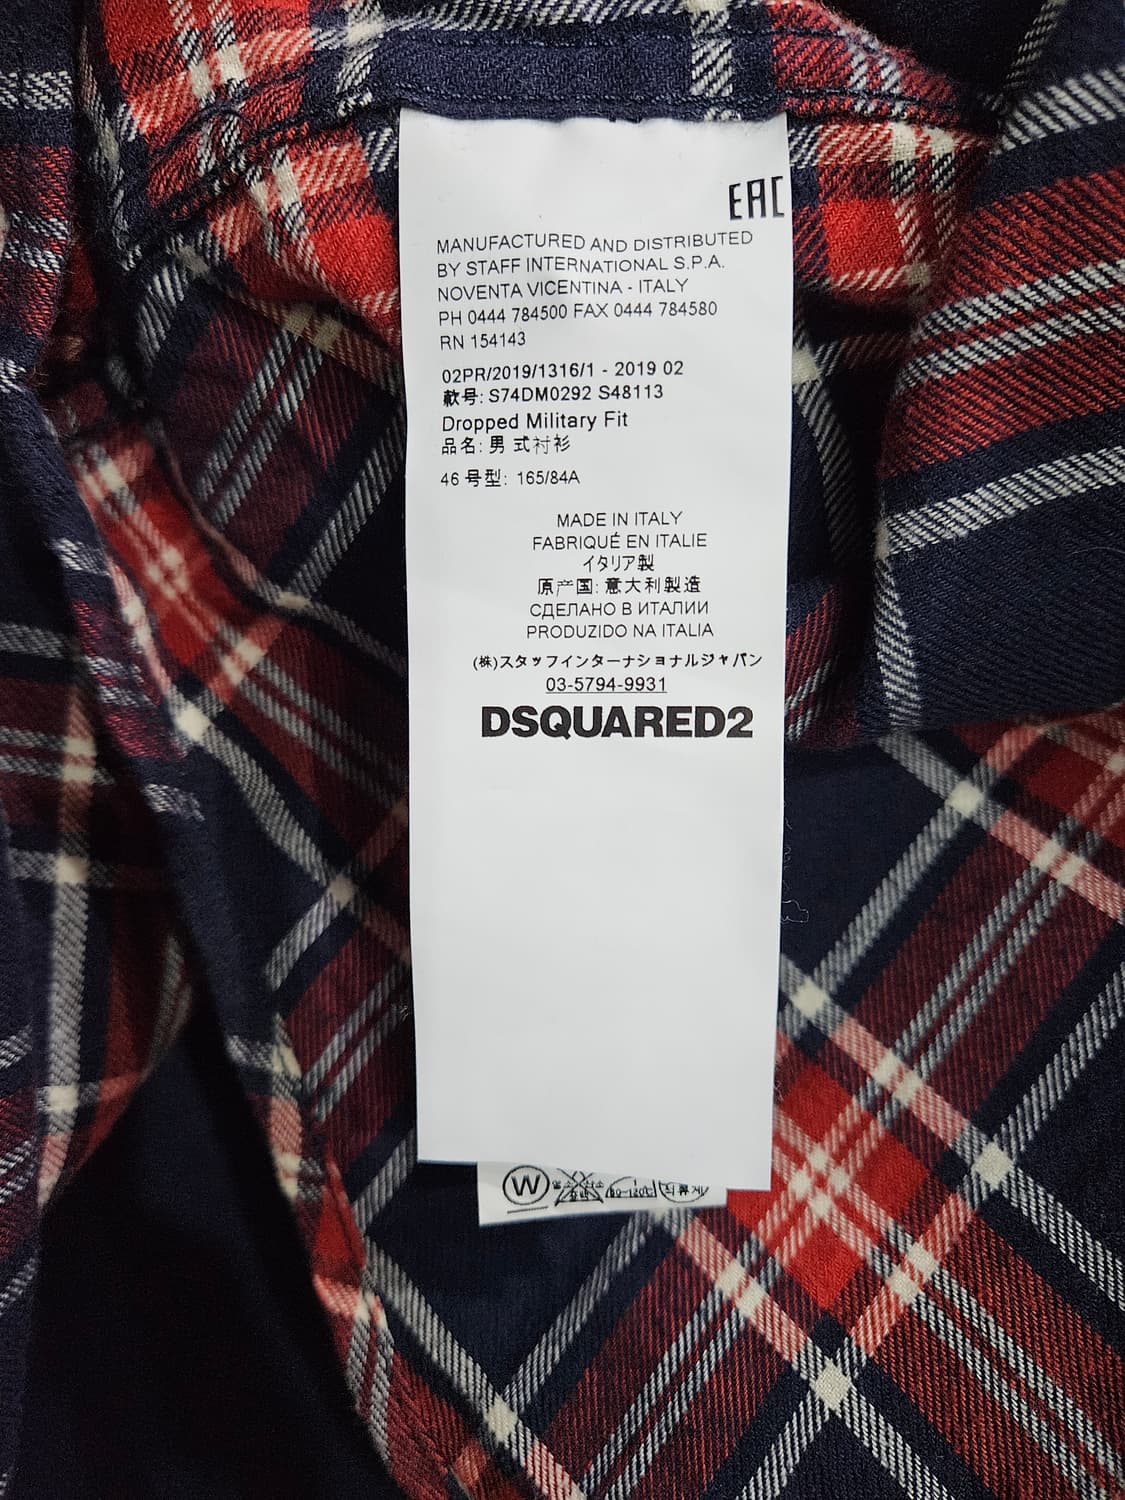 EAC
MANUFACTURED AND DISTRIBUTED
BY STAFF INTERNATIONAL S.P.A.
NOVENTA VICENTINA - ITALY
PH 0444 784500 FAX 0444 784580
RN 154143
02PR/2019/1316/1 - 2019 02
款号: S74DM0292 S48113
Dropped Military Fit
品名: 男式衬衫
46 号型: 165/84A
MADE IN ITALY
FABRIQUÉ EN ITALIE
イタリア製
原产国: 意大利製造
СДЕЛАНО В ИТАЛИИ
PRODUZIDO NA ITALIA
(株)スタッフインターナショナルジャパン
03-5794-9931
DSQUARED2
W